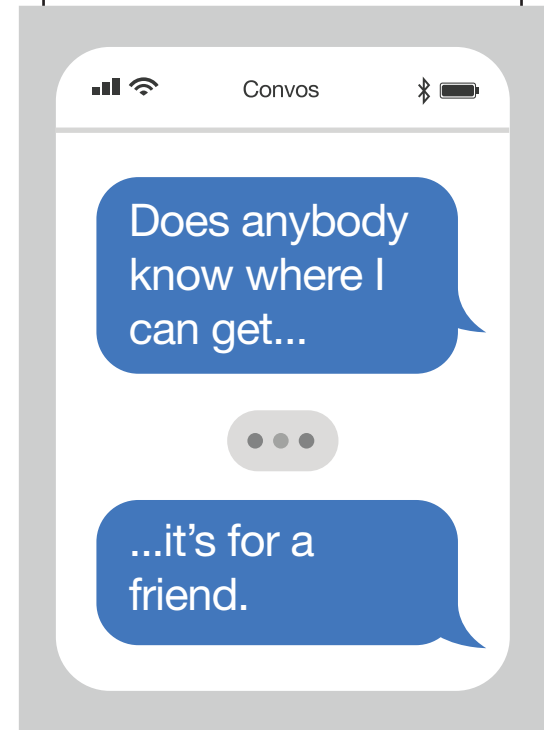 Convos
Does anybody
know where I
can get...
...it’s for a
friend.